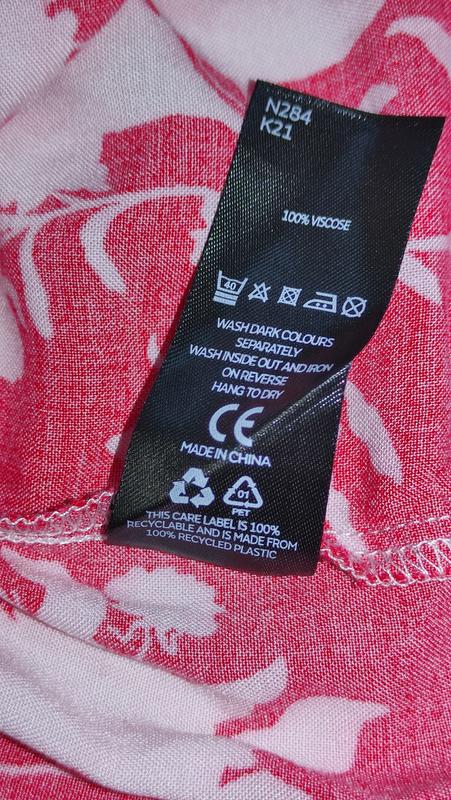 N284
K21
100% VISCOSE
40
WASH DARK COLOURS
SEPARATELY
WASH INSIDE OUT AND IRON
ON REVERSE
HANG TO DRY
CE
MADE IN CHINA
01
PET
THIS CARE LABEL IS 100%
RECYCLABLE AND IS MADE FROM
100% RECYCLED PLASTIC